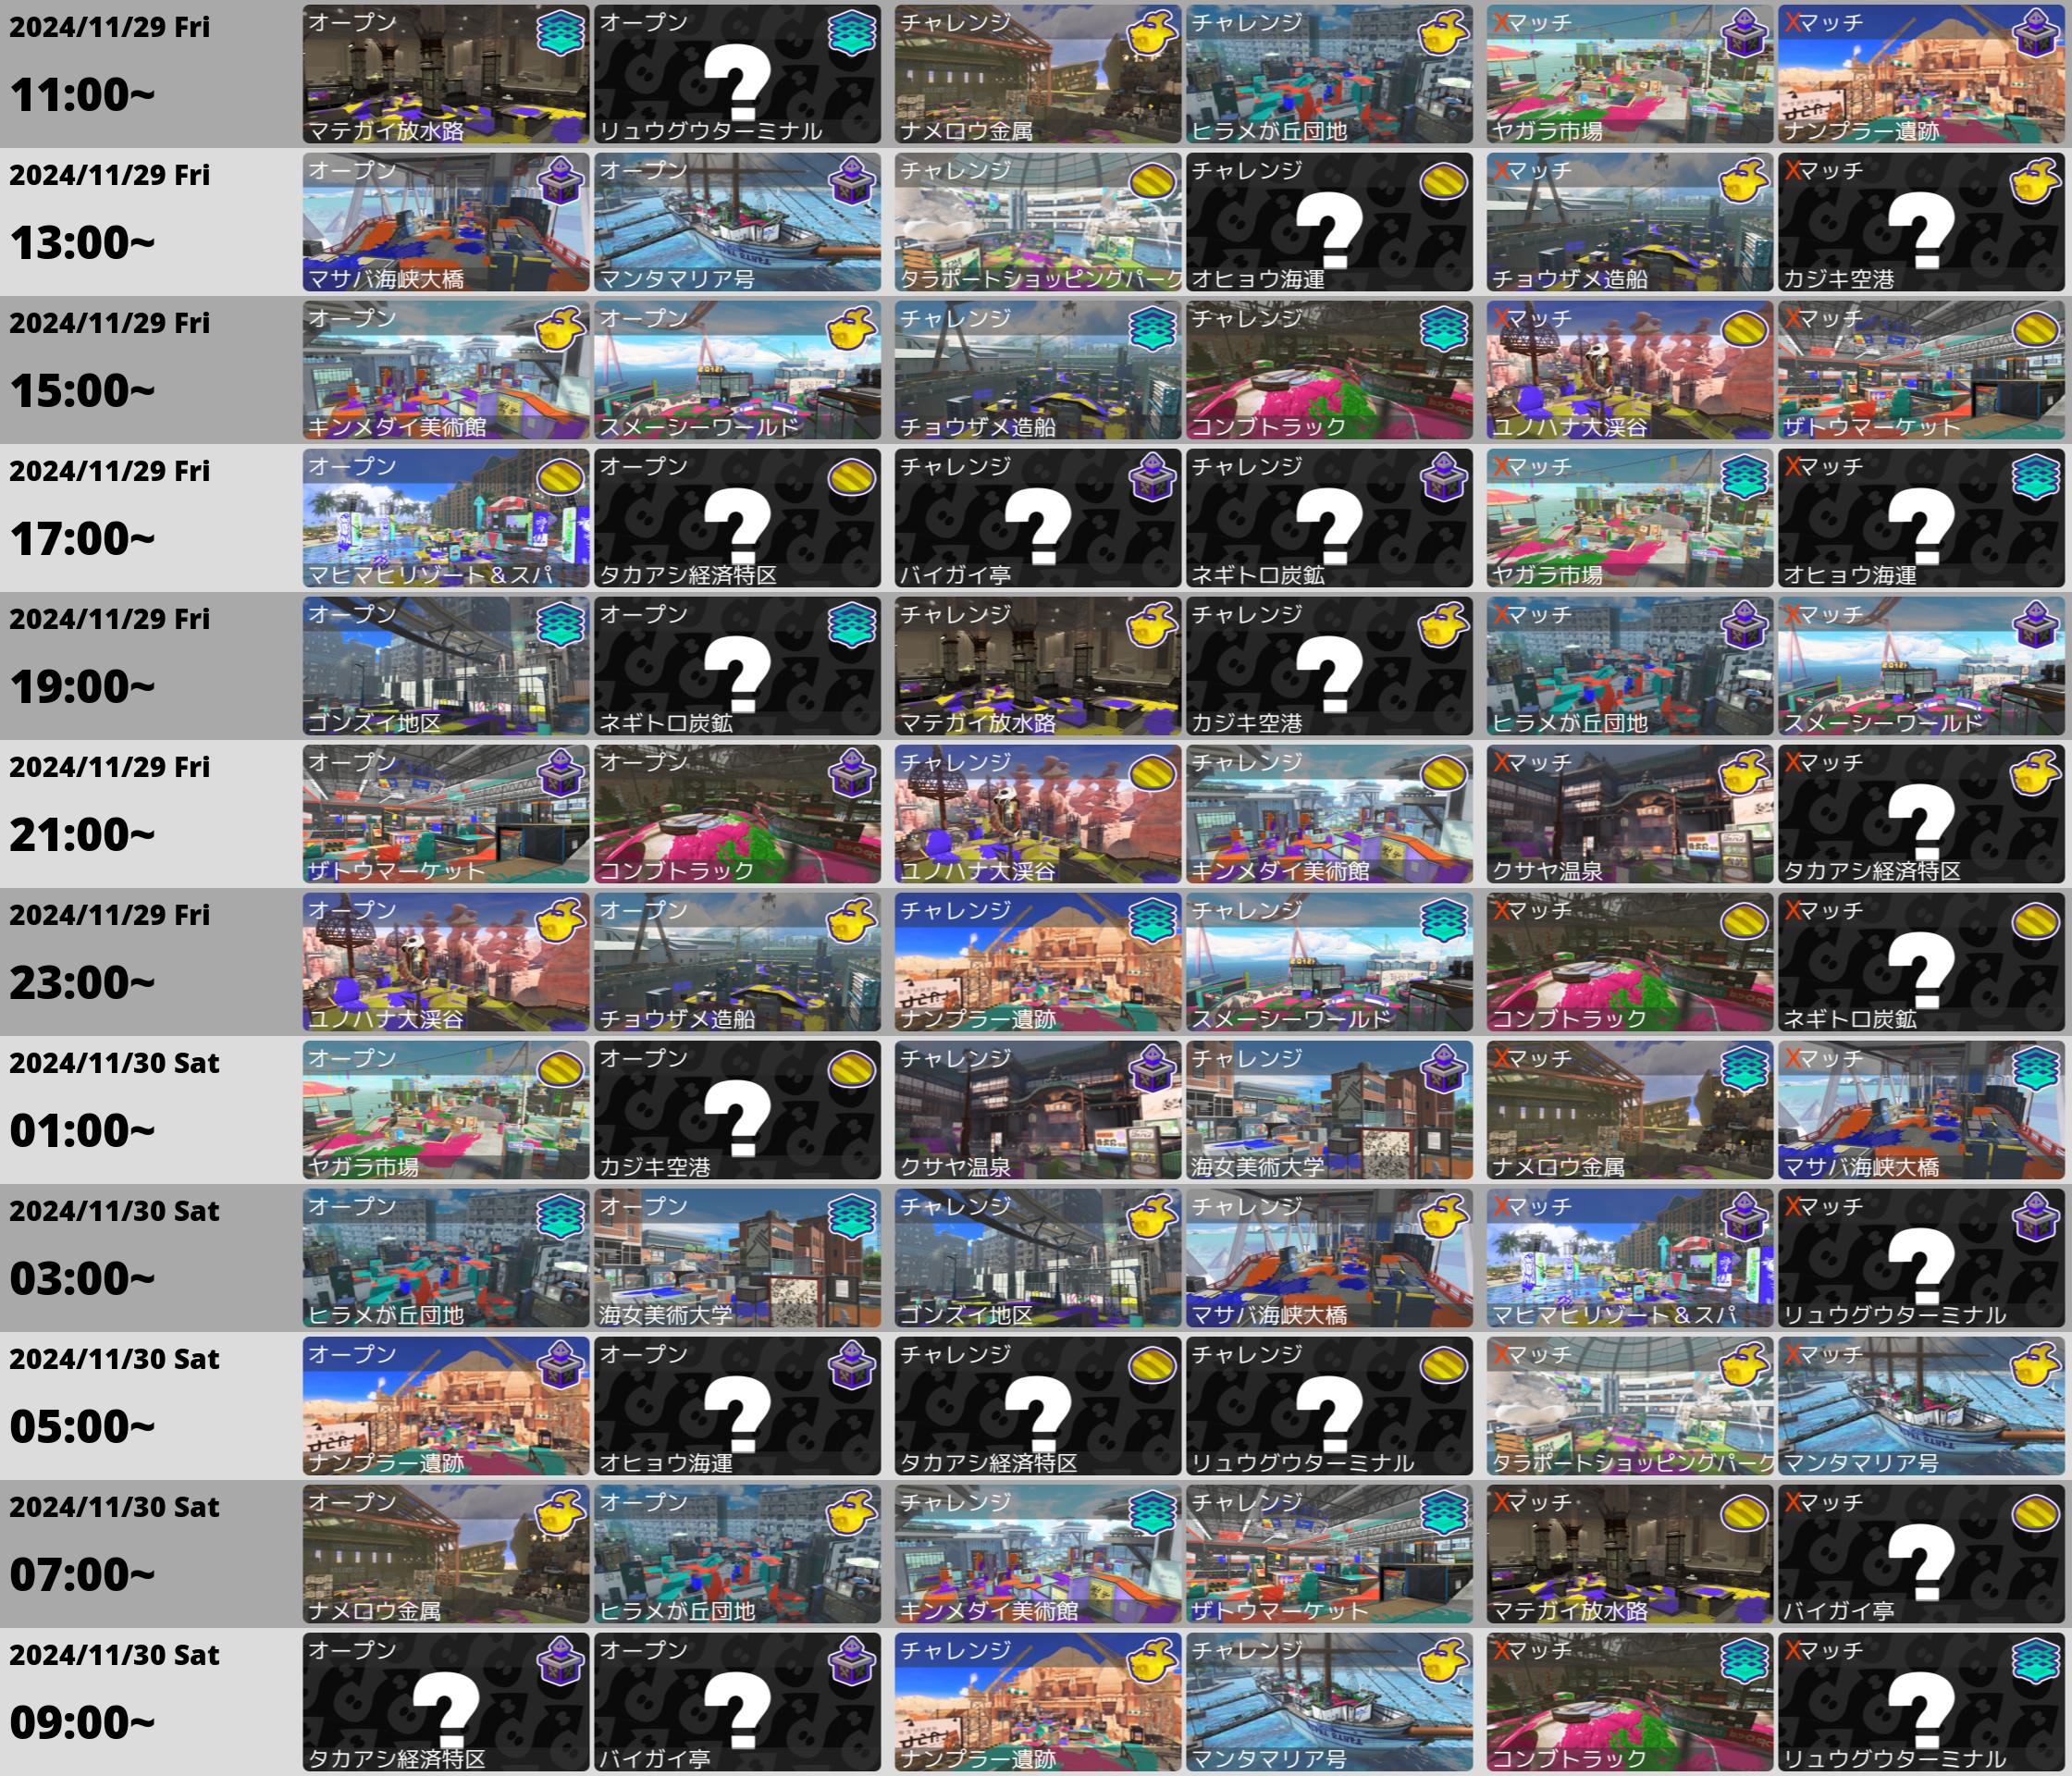 2024/11/29 Fri
11:00~
オープン
マテガイ放水路
オープン
リュウグウターミナル
チャレンジ
ナメロウ金属
チャレンジ
ヒラメが丘団地
Xマッチ
ヤガラ市場
Xマッチ
ナンプラー遺跡
2024/11/29 Fri
13:00~
オープン
マサバ海峡大橋
オープン
マンタマリア号
チャレンジ
タラポートショッピングパーク
チャレンジ
オヒョウ海運
Xマッチ
チョウザメ造船
Xマッチ
カジキ空港
2024/11/29 Fri
15:00~
オープン
キンメダイ美術館
オープン
スメーシーワールド
チャレンジ
チョウザメ造船
チャレンジ
コンブトラック
Xマッチ
ユノハナ大渓谷
Xマッチ
ザトウマーケット
2024/11/29 Fri
17:00~
オープン
マヒマヒリゾート＆スパ
オープン
タカアシ経済特区
チャレンジ
バイガイ亭
チャレンジ
ネギトロ炭鉱
Xマッチ
ヤガラ市場
Xマッチ
オヒョウ海運
2024/11/29 Fri
19:00~
オープン
ゴンズイ地区
オープン
ネギトロ炭鉱
チャレンジ
マテガイ放水路
チャレンジ
カジキ空港
Xマッチ
ヒラメが丘団地
Xマッチ
スメーシーワールド
2024/11/29 Fri
21:00~
オープン
ザトウマーケット
オープン
コンブトラック
チャレンジ
ユノハナ大渓谷
チャレンジ
キンメダイ美術館
Xマッチ
クサヤ温泉
Xマッチ
タカアシ経済特区
2024/11/29 Fri
23:00~
オープン
ユノハナ大渓谷
オープン
チョウザメ造船
チャレンジ
ナンプラー遺跡
チャレンジ
スメーシーワールド
Xマッチ
コンブトラック
Xマッチ
ネギトロ炭鉱
2024/11/30 Sat
01:00~
オープン
ヤガラ市場
オープン
カジキ空港
チャレンジ
クサヤ温泉
チャレンジ
海女美術大学
Xマッチ
ナメロウ金属
Xマッチ
マサバ海峡大橋
2024/11/30 Sat
03:00~
オープン
ヒラメが丘団地
オープン
海女美術大学
チャレンジ
ゴンズイ地区
チャレンジ
マサバ海峡大橋
Xマッチ
マヒマヒリゾート＆スパ
Xマッチ
リュウグウターミナル
2024/11/30 Sat
05:00~
オープン
ナンプラー遺跡
オープン
オヒョウ海運
チャレンジ
タカアシ経済特区
チャレンジ
リュウグウターミナル
Xマッチ
タラポートショッピングパーク
Xマッチ
マンタマリア号
2024/11/30 Sat
07:00~
オープン
ナメロウ金属
オープン
ヒラメが丘団地
チャレンジ
キンメダイ美術館
チャレンジ
ザトウマーケット
Xマッチ
マテガイ放水路
Xマッチ
バイガイ亭
2024/11/30 Sat
09:00~
オープン
タカアシ経済特区
オープン
バイガイ亭
チャレンジ
ナンプラー遺跡
チャレンジ
マンタマリア号
Xマッチ
コンブトラック
Xマッチ
リュウグウターミナル